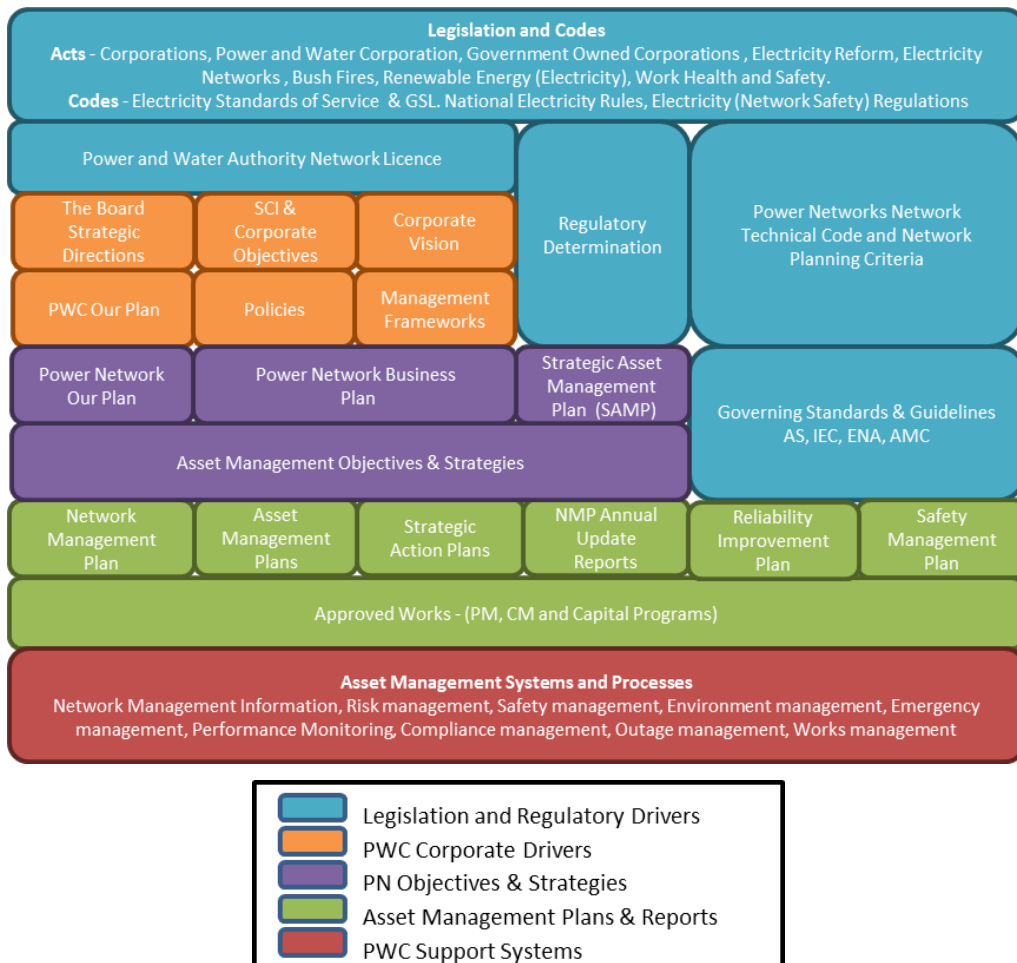 Legislation and Codes
Acts - Corporations, Power and Water Corporation, Government Owned Corporations , Electricity Reform, Electricity
Networks , Bush Fires, Renewable Energy (Electricity), Work Health and Safety.
Codes - Electricity Standards of Service & GSL. National Electricity Rules, Electricity (Network Safety) Regulations
Power and Water Authority Network Licence
Regulatory
Determination
Power Networks Network
Technical Code and Network
Planning Criteria
The Board
Strategic
Directions
SCI &
Corporate
Objectives
Corporate
Vision
PWC Our Plan
Policies
Management
Frameworks
Power Network
Our Plan
Power Network Business
Plan
Strategic Asset
Management
Plan (SAMP)
Governing Standards & Guidelines
AS, IEC, ENA, AMC
Asset Management Objectives & Strategies
Network
Management
Plan
Asset
Management
Plans
Strategic
Action Plans
NMP Annual
Update
Reports
Reliability
Improvement
Plan
Safety
Management
Plan
Approved Works - (PM, CM and Capital Programs)
Asset Management Systems and Processes
Network Management Information, Risk management, Safety management, Environment management, Emergency
management, Performance Monitoring, Compliance management, Outage management, Works management
Legislation and Regulatory Drivers
PWC Corporate Drivers
PN Objectives & Strategies
Asset Management Plans & Reports
PWC Support Systems